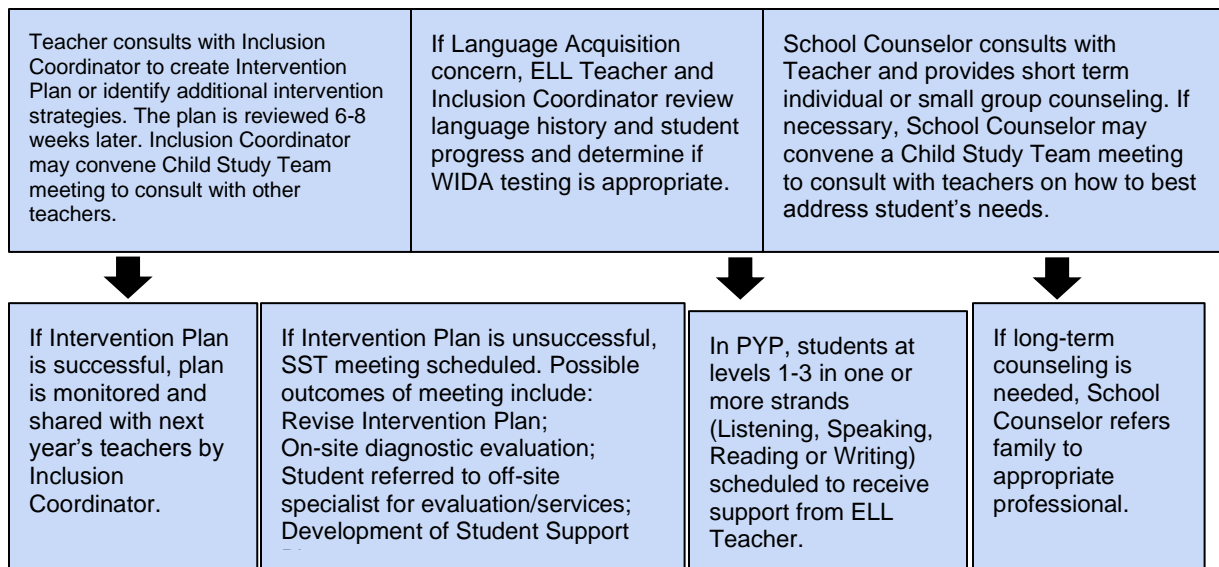 Teacher consults with Inclusion
Coordinator to create Intervention
Plan or identify additional intervention
strategies. The plan is reviewed 6-8
weeks later. Inclusion Coordinator
may convene Child Study Team
meeting to consult with other
teachers.
If Language Acquisition
concern, ELL Teacher and
Inclusion Coordinator review
language history and student
progress and determine if
WIDA testing is appropriate.
School Counselor consults with
Teacher and provides short term
individual or small group counseling. If
necessary, School Counselor may
convene a Child Study Team meeting
to consult with teachers on how to best
address student's needs.
If Intervention Plan
is successful, plan
is monitored and
shared with next
year's teachers by
Inclusion
Coordinator.
If Intervention Plan is unsuccessful,
SST meeting scheduled. Possible
outcomes of meeting include:
Revise Intervention Plan;
On-site diagnostic evaluation;
Student referred to off-site
specialist for evaluation/services;
Development of Student Support
In PYP, students at
levels 1-3 in one or
more strands
(Listening, Speaking,
Reading or Writing)
scheduled to receive
support from ELL
Teacher.
If long-term
counseling is
needed, School
Counselor refers
family to
appropriate
professional.